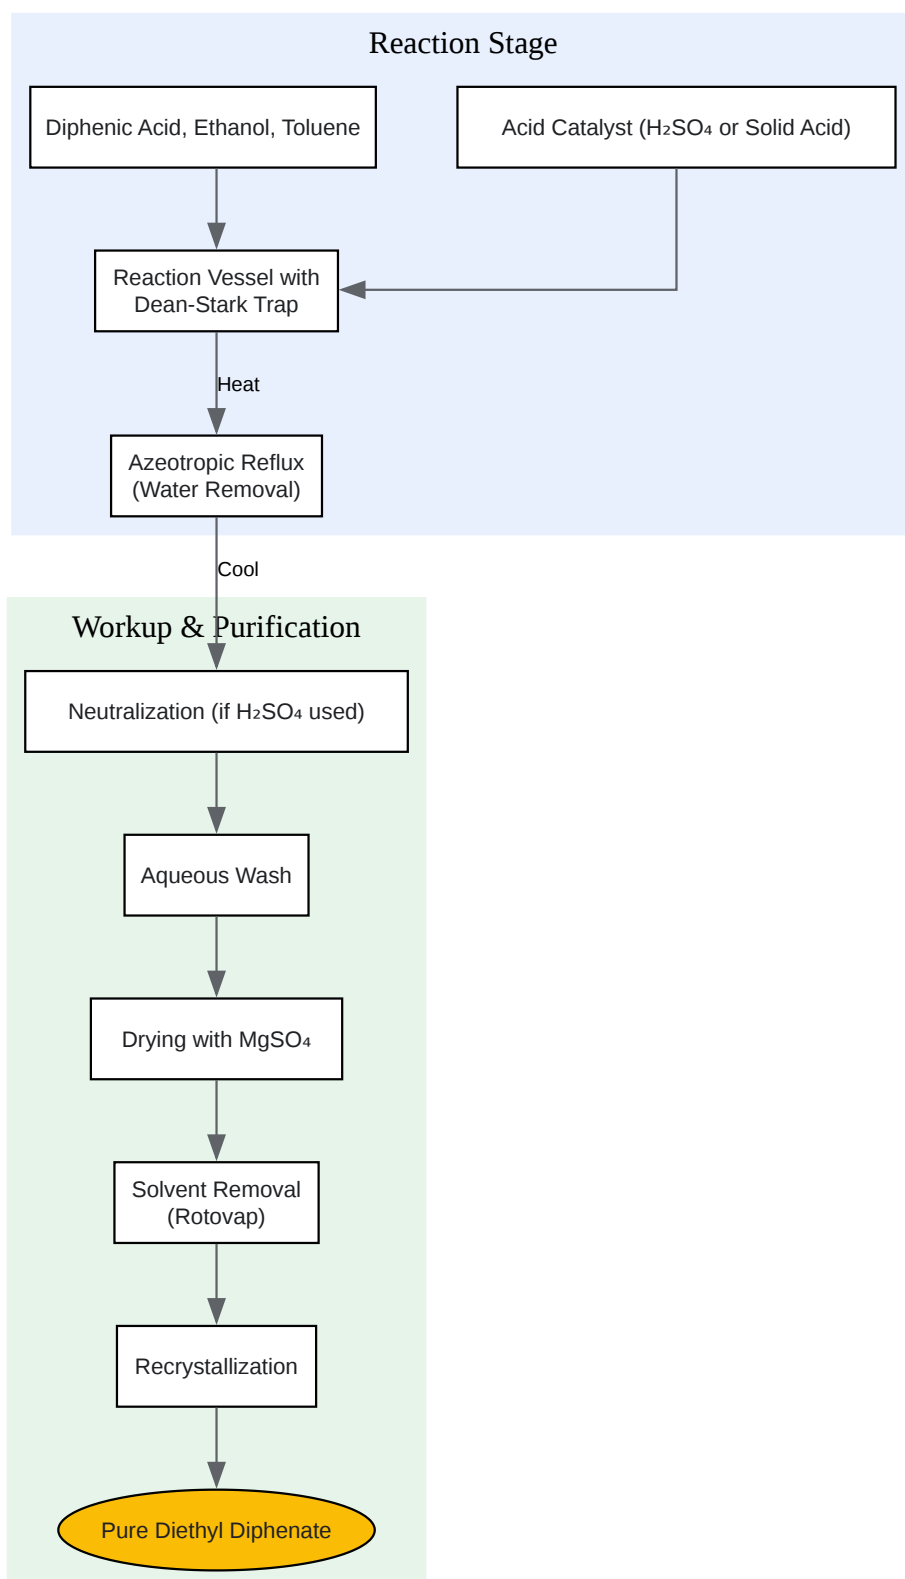 Reaction Stage
Diphenic Acid, Ethanol, Toluene
Acid Catalyst (H₂SO₄ or Solid Acid)
Reaction Vessel with
Dean-Stark Trap
Heat
Azeotropic Reflux
(Water Removal)
Cool
Workup & Purification
Neutralization (if H₂SO₄ used)
Aqueous Wash
Drying with MgSO₄
Solvent Removal
(Rotovap)
Recrystallization
Pure Diethyl Diphenate